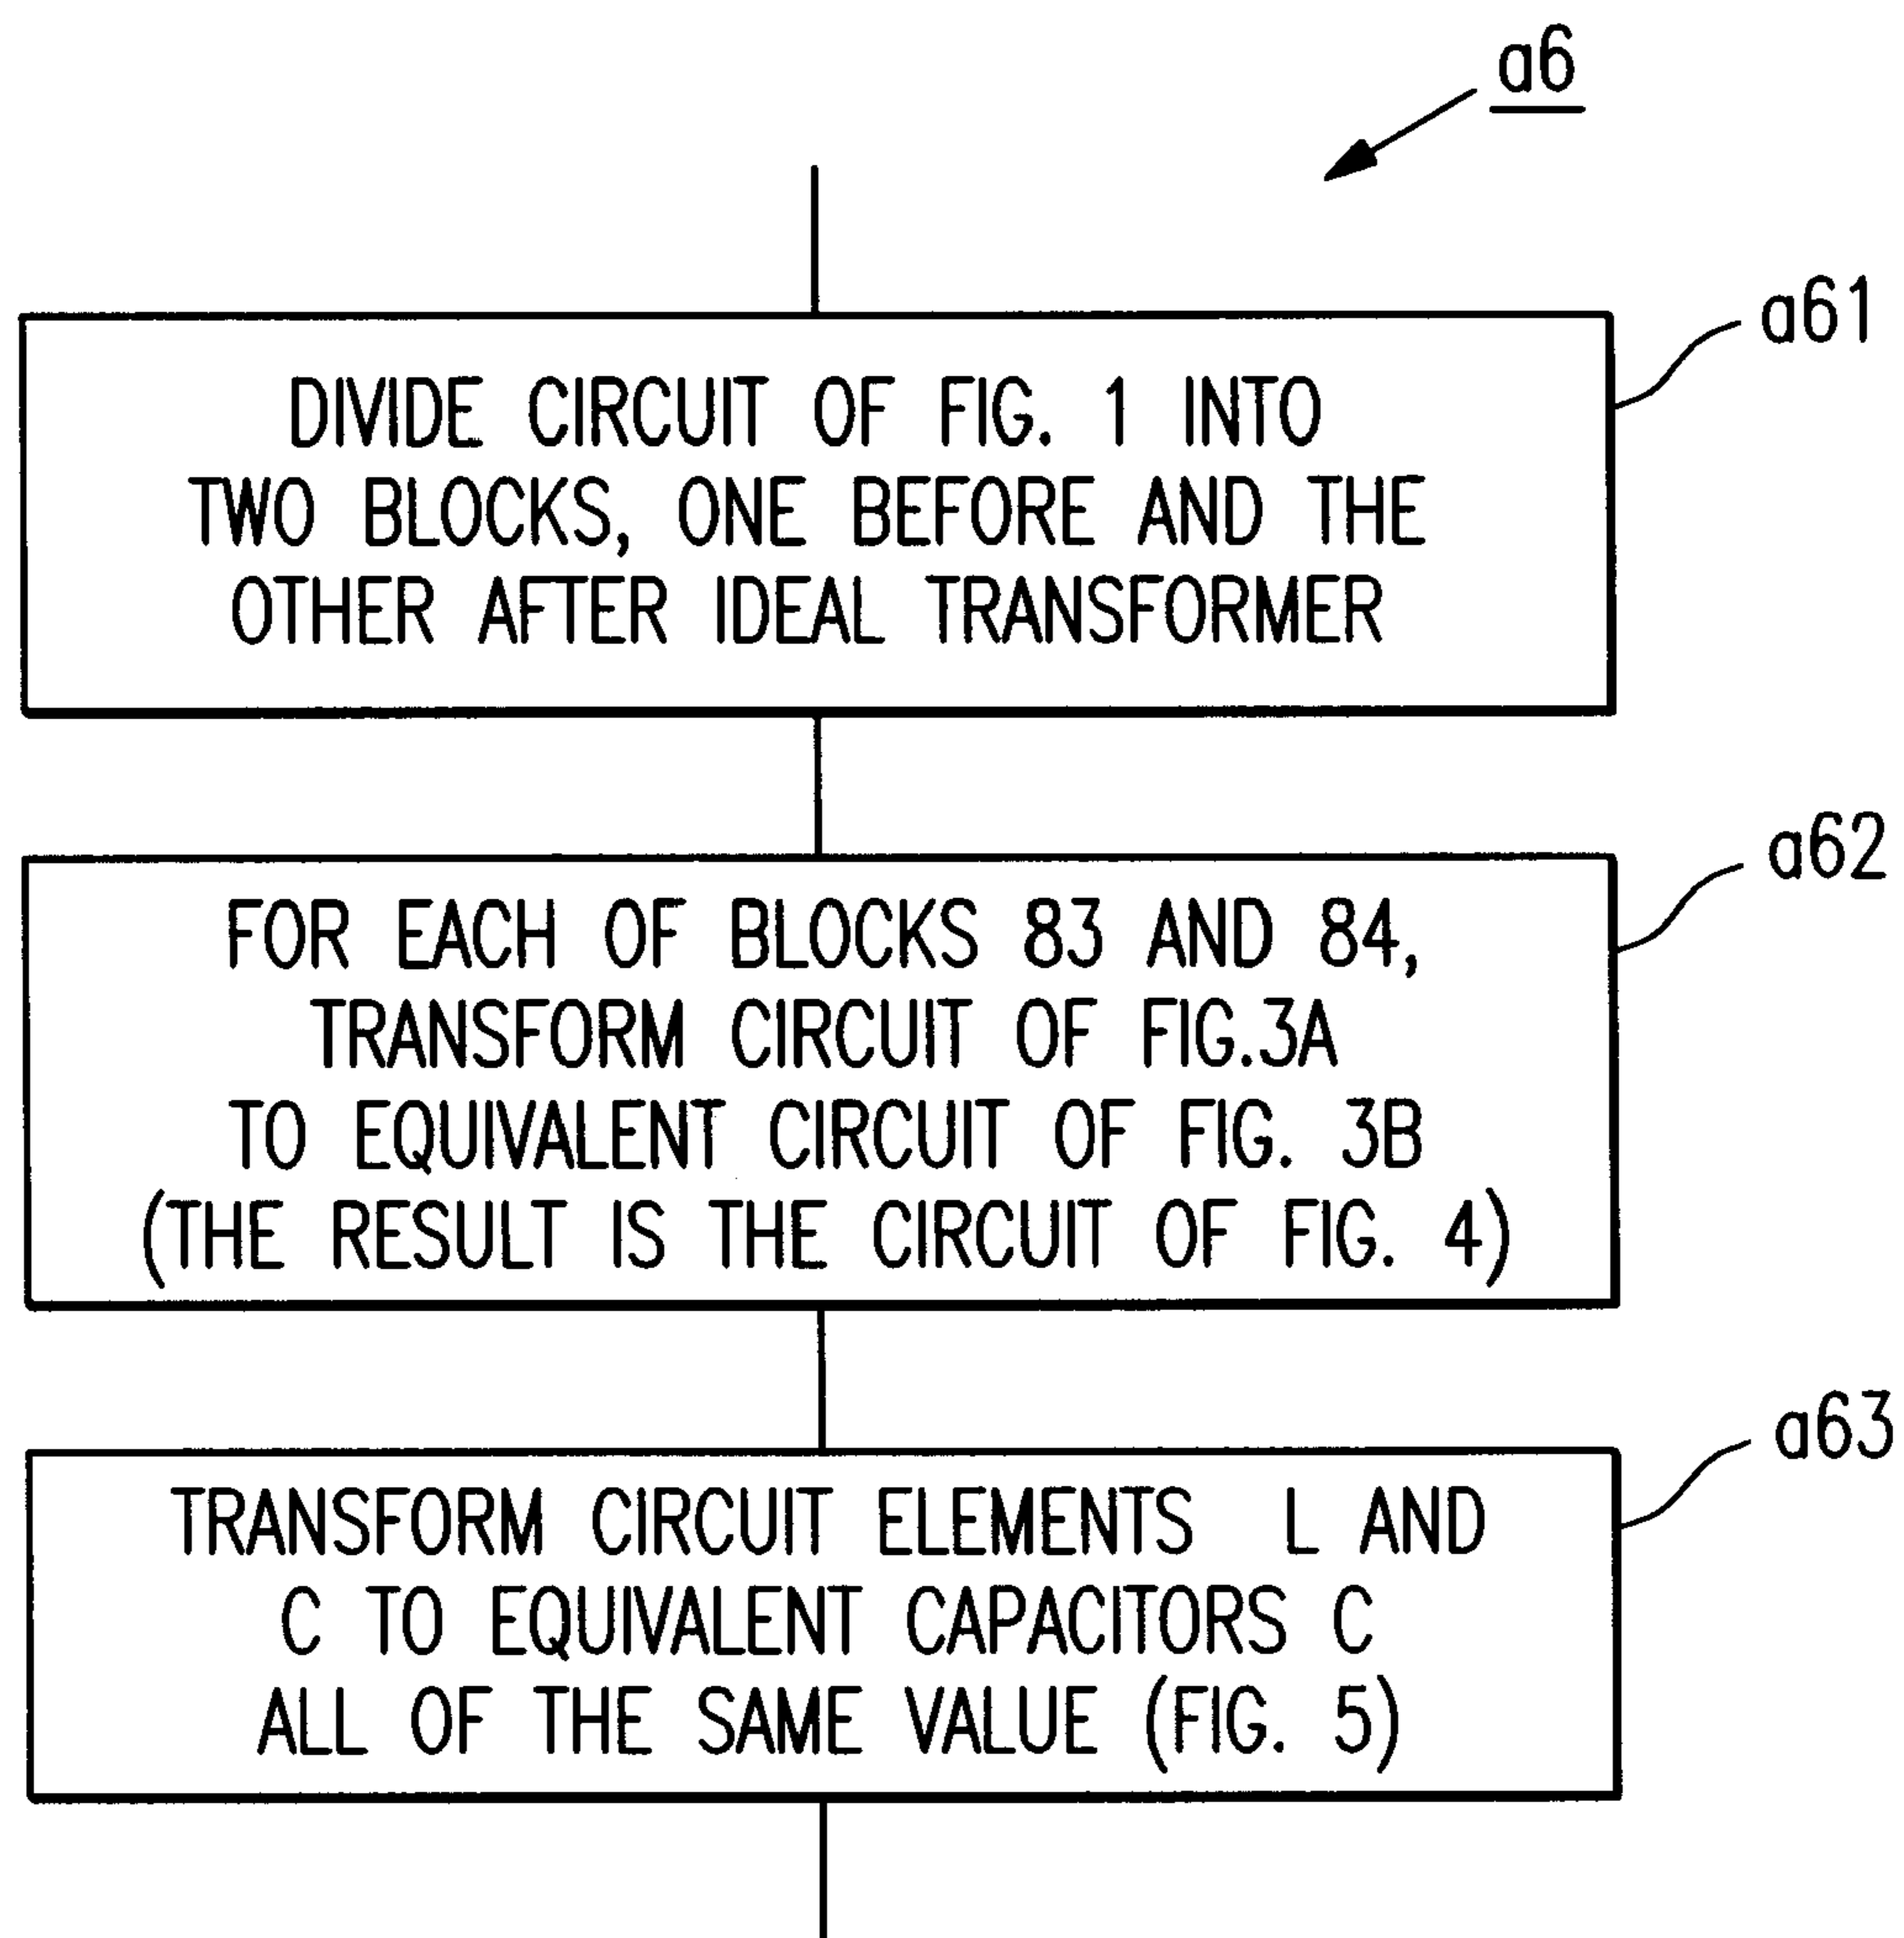 a6
a61
DIVIDE CIRCUIT OF FIG. 1 INTO
TWO BLOCKS, ONE BEFORE AND THE
OTHER AFTER IDEAL TRANSFORMER
a62
FOR EACH OF BLOCKS 83 AND 84,
TRANSFORM CIRCUIT OF FIG.3A
TO EQUIVALENT CIRCUIT OF FIG. 3B
(THE RESULT IS THE CIRCUIT OF FIG. 4)
a63
TRANSFORM CIRCUIT ELEMENTS L AND
C TO EQUIVALENT CAPACITORS C
ALL OF THE SAME VALUE (FIG. 5)